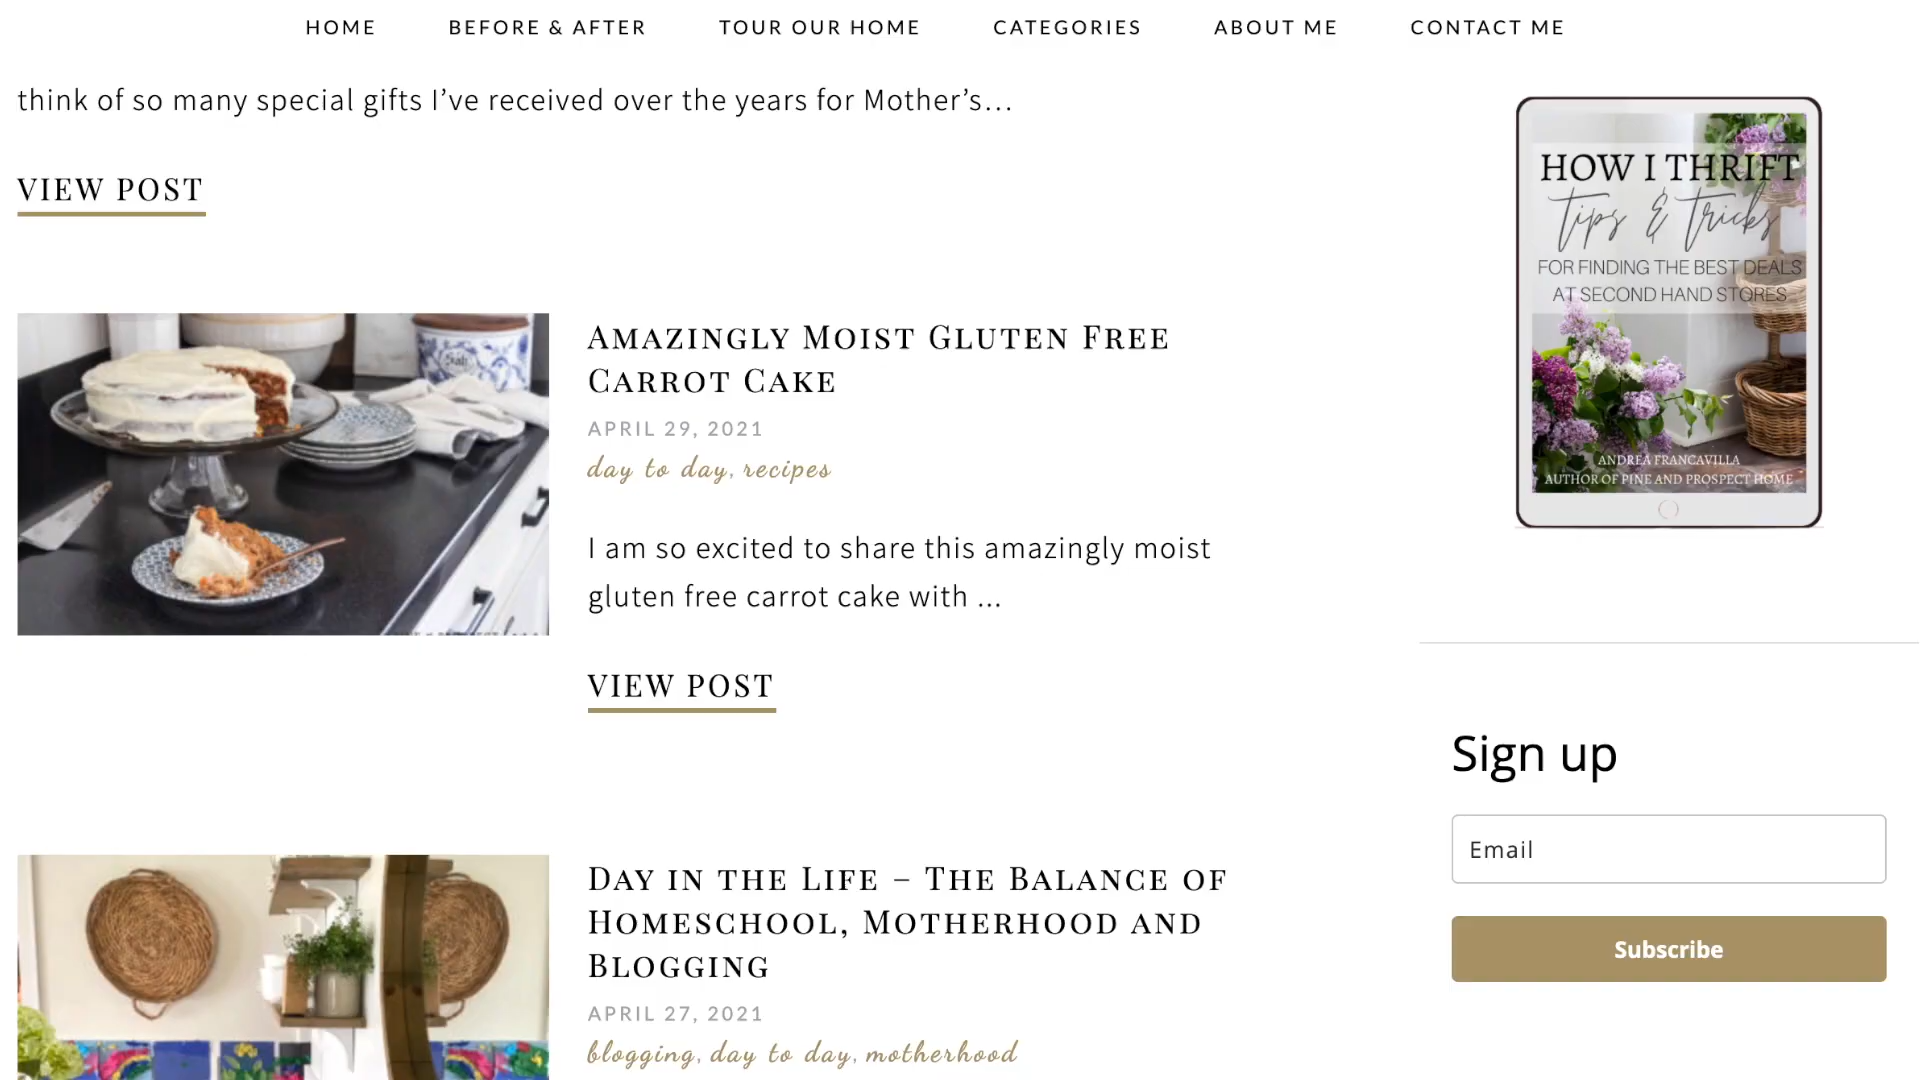 HOME BEFORE & AFTER TOUR OUR HOME CATEGORIES ABOUT ME CONTACT ME
think of so many special gifts I’ve received over the years for Mother’s…
VIEW POST
Amazingly Moist Gluten Free
Carrot Cake
APRIL 29, 2021
day to day, recipes
I am so excited to share this amazingly moist
gluten free carrot cake with ...
VIEW POST
Day in the Life – The Balance of
Homeschool, Motherhood and
Blogging
APRIL 27, 2021
blogging, day to day, motherhood
HOW I THRIFT
Tips & Tricks
FOR FINDING THE BEST DEALS
AT SECOND HAND STORES
ANDREA FRANCAVILLA
AUTHOR OF PINE AND PROSPECT HOME
Sign up
Email
Subscribe